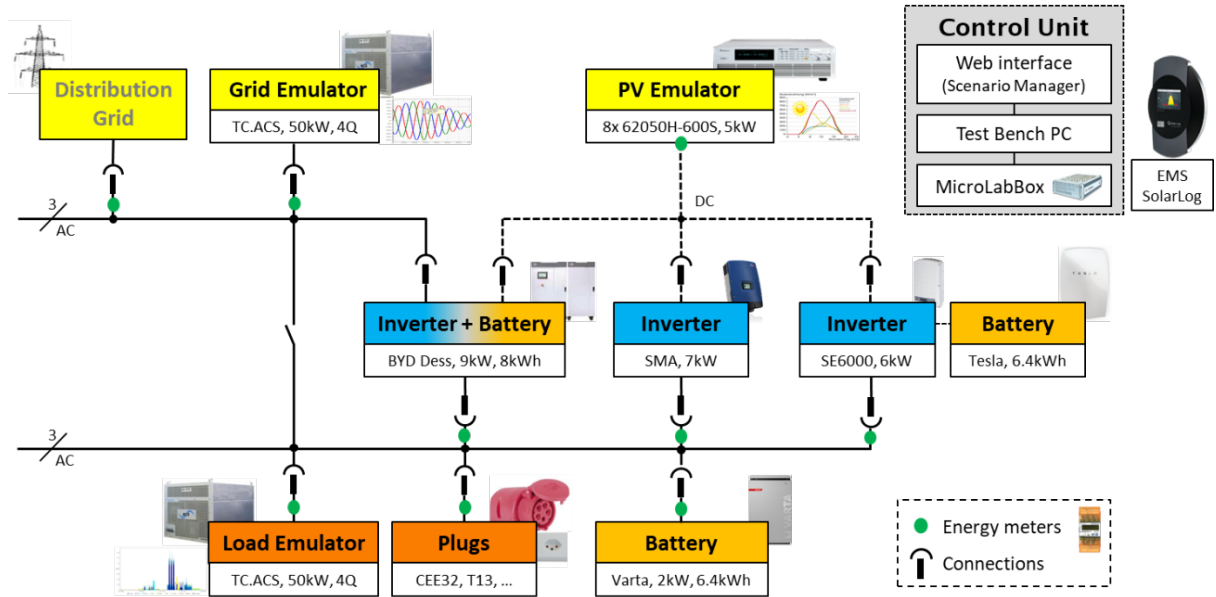 Control Unit
Web interface
(Scenario Manager)
Test Bench PC
MicroLabBox
EMS
SolarLog
Distribution
Grid
Grid Emulator
TC.ACS, 50kW, 4Q
PV Emulator
8x 62050H-600S, 5kW
3
AC
DC
Inverter + Battery
BYD Dess, 9kW, 8kWh
Inverter
SMA, 7kW
Inverter
SE6000, 6kW
Battery
Tesla, 6.4kWh
TESLA
3
AC
Load Emulator
TC.ACS, 50kW, 4Q
Plugs
CEE32, T13, ...
Battery
Varta, 2kW, 6.4kWh
Energy meters
Connections